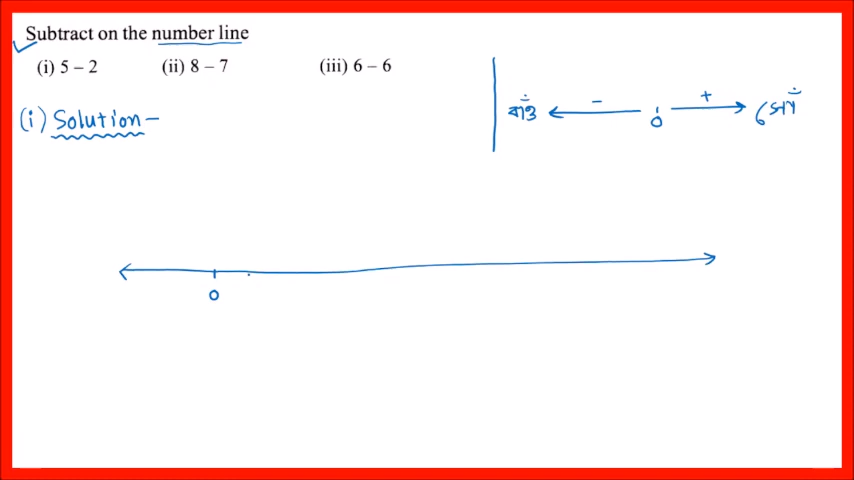 Subtract on the number line
(i) 5 – 2 (ii) 8 – 7 (iii) 6 – 6
(i) Solution –
– 0 +
0